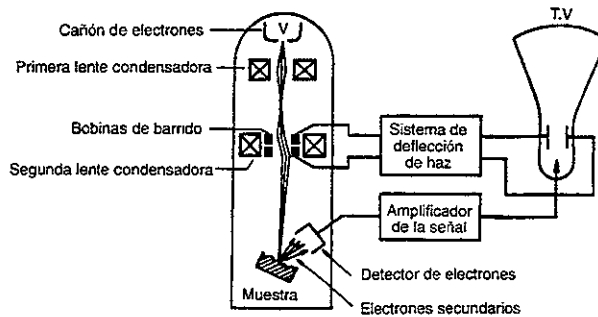 T.V
Cañón de electrones
V
Primera lente condensadora
Bobinas de barrido
Segunda lente condensadora
Sistema de
deflección
de haz
Amplificador
de la señal
Detector de electrones
Muestra
Electrones secundarios